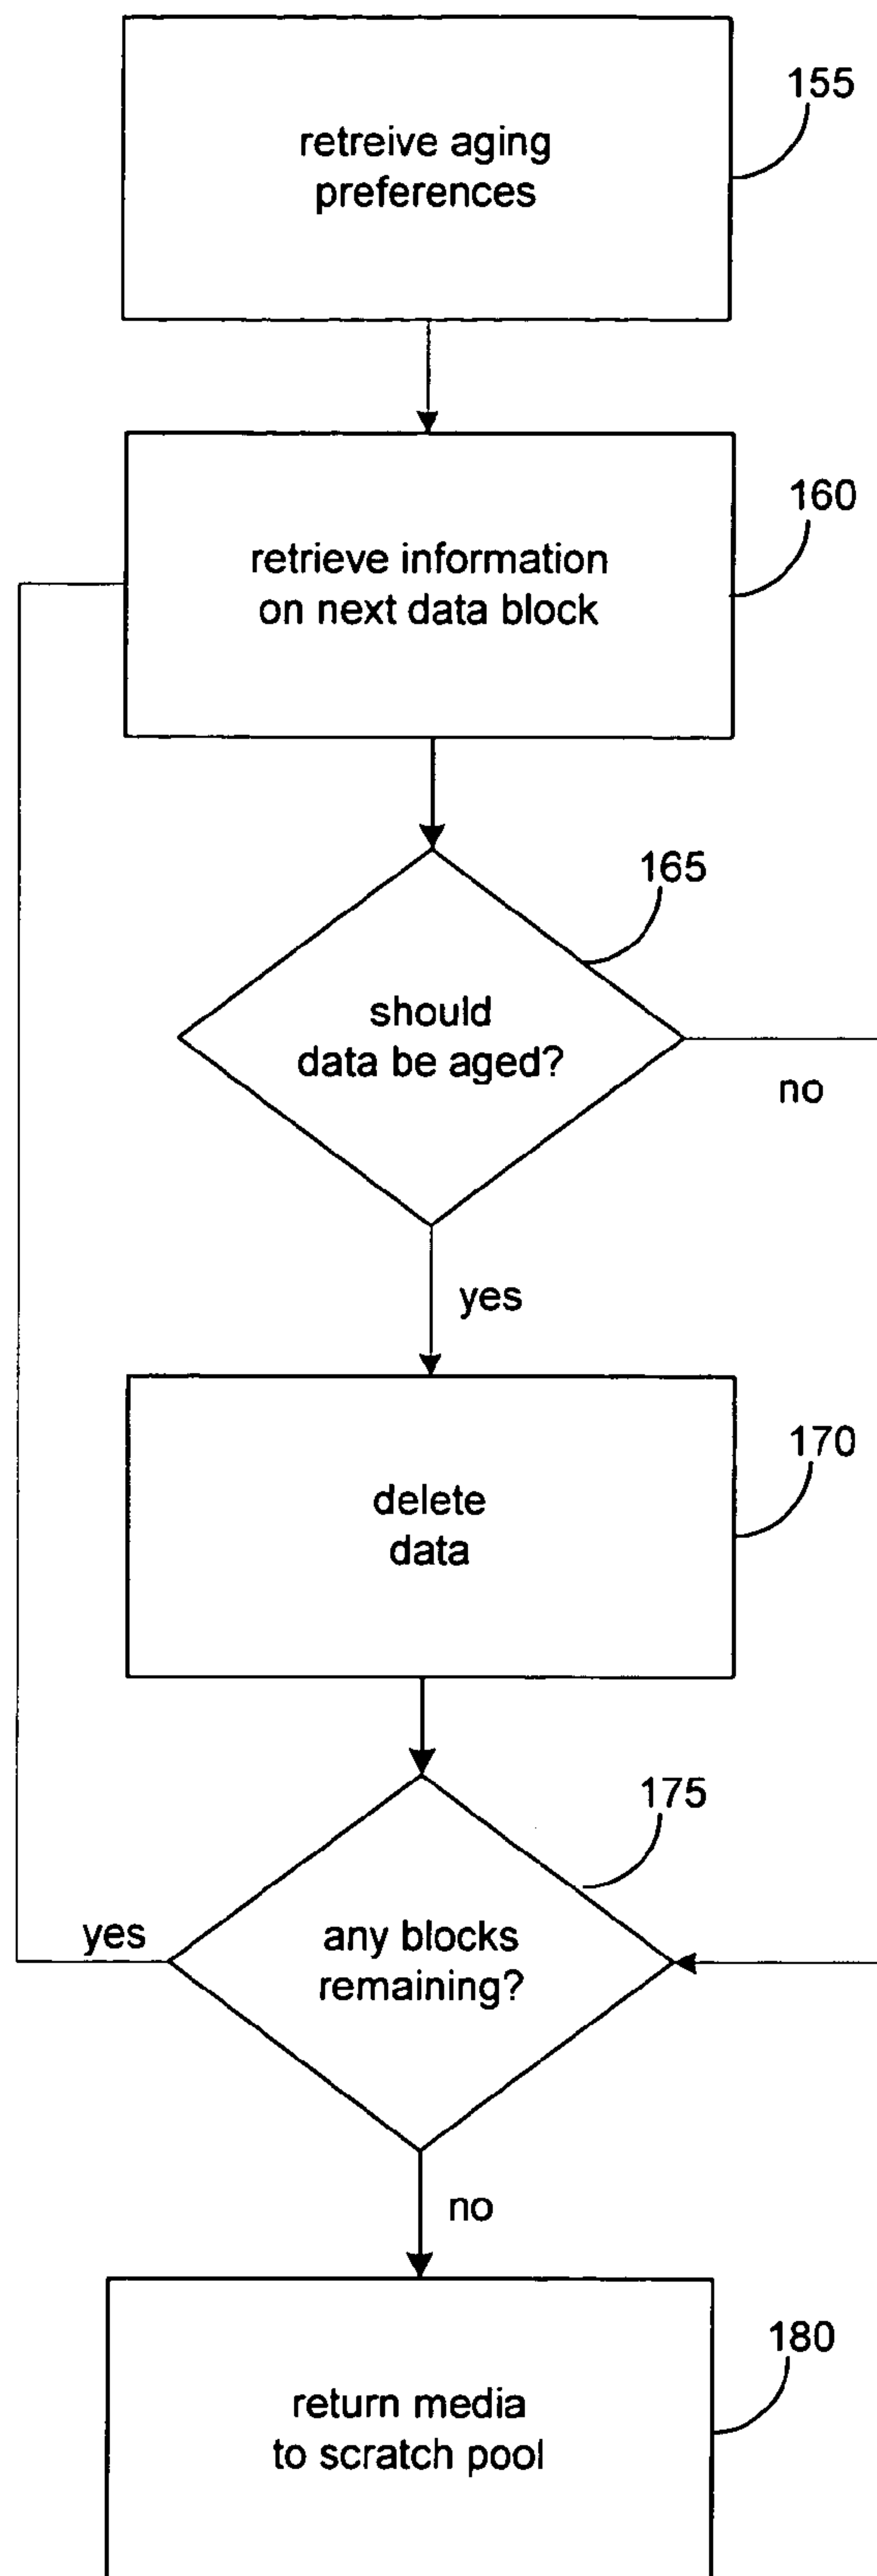 155
retreive aging
preferences
160
retrieve information
on next data block
165
should
data be aged?
no
yes
170
delete
data
175
yes
any blocks
remaining?
no
180
return media
to scratch pool